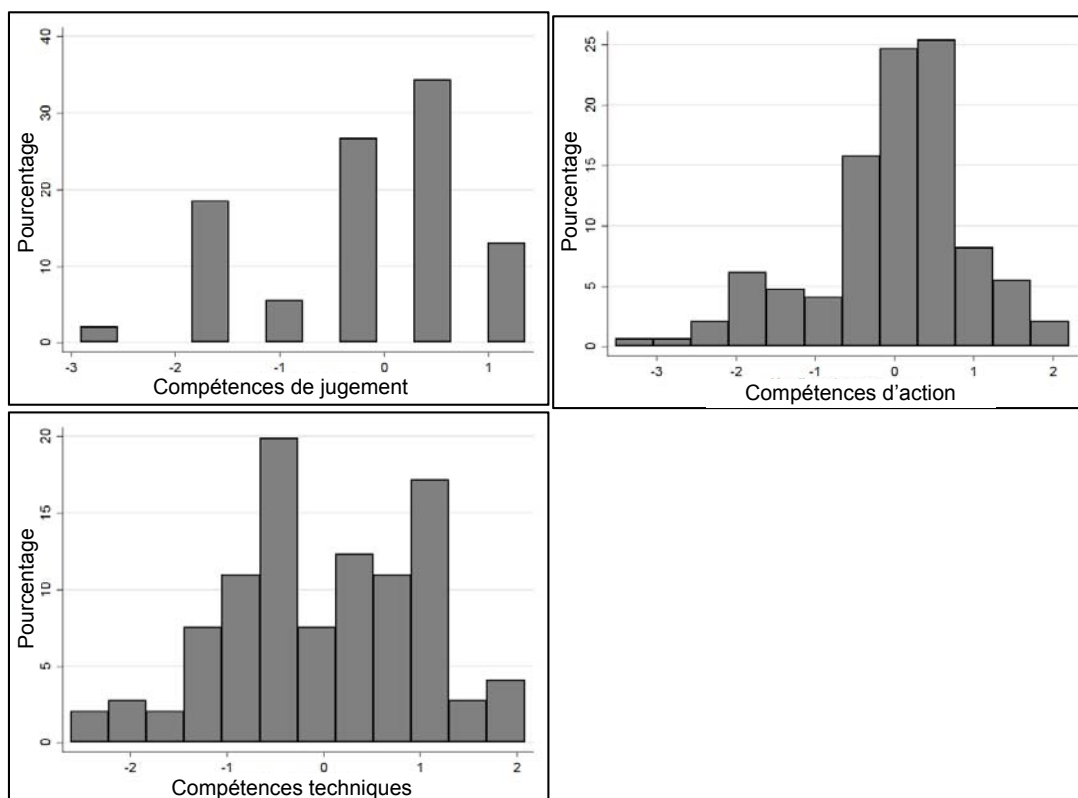 Pourcentage
40
30
20
10
0
-3 -2 -1 0 1
Compétences de jugement
Pourcentage
25
20
15
10
5
0
-3 -2 -1 0 1 2
Compétences d’action
Pourcentage
20
15
10
5
0
-2 -1 0 1 2
Compétences techniques